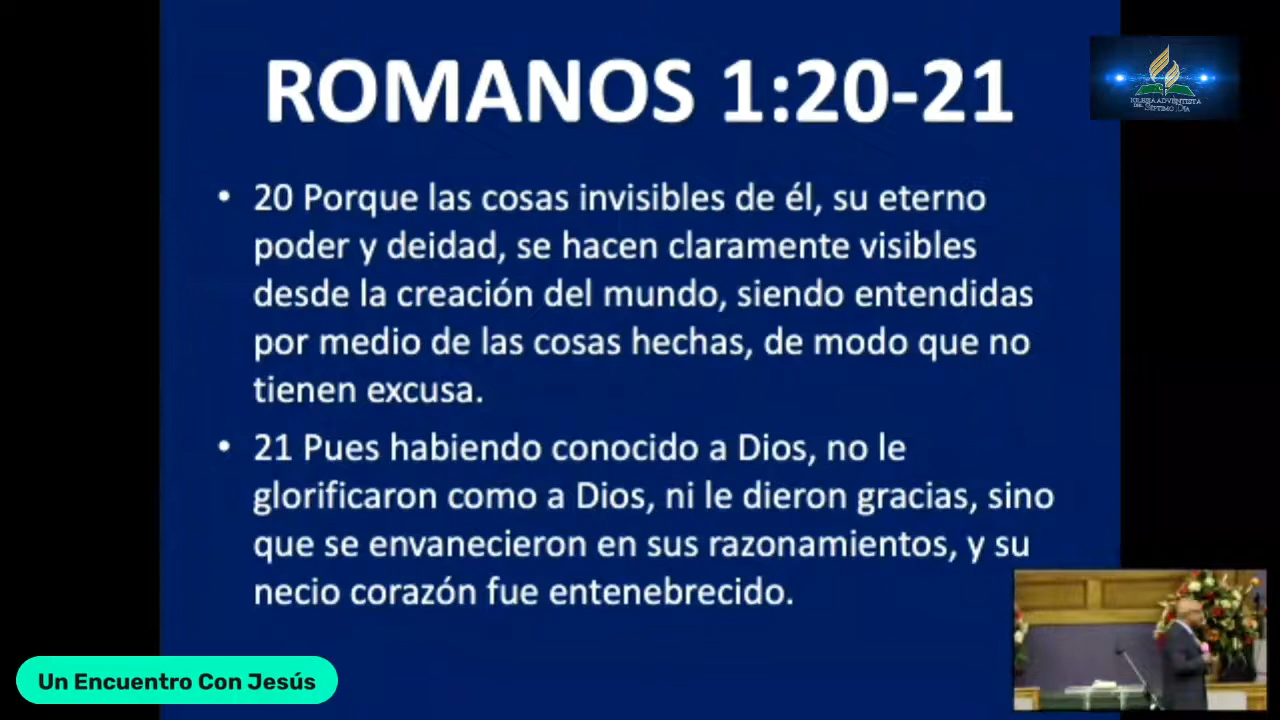 ROMANOS 1:20-21
IGLESIA ADVENTISTA
DEL SÉPTIMO DÍA
• 20 Porque las cosas invisibles de él, su eterno
poder y deidad, se hacen claramente visibles
desde la creación del mundo, siendo entendidas
por medio de las cosas hechas, de modo que no
tienen excusa.
• 21 Pues habiendo conocido a Dios, no le
glorificaron como a Dios, ni le dieron gracias, sino
que se envanecieron en sus razonamientos, y su
necio corazón fue entenebrecido.
Un Encuentro Con Jesús